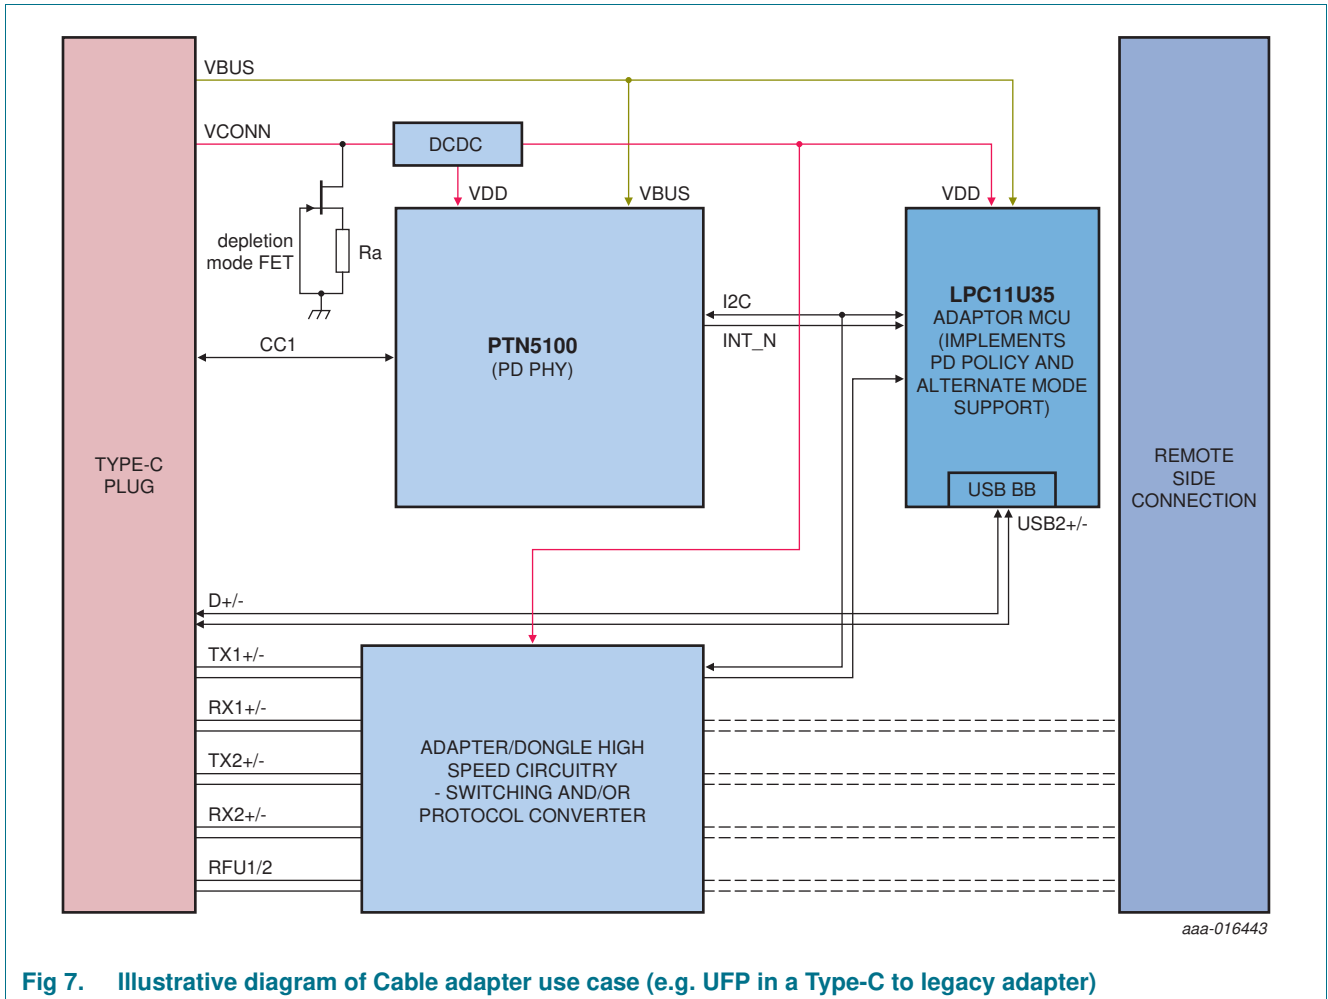 VBUS
VCONN
DCDC
VDD
VBUS
VDD
depletion
mode FET
Ra
TYPE-C
PLUG
CC1
PTN5100
(PD PHY)
I2C
INT_N
LPC11U35
ADAPTOR MCU
(IMPLEMENTS
PD POLICY AND
ALTERNATE MODE
SUPPORT)
USB BB
USB2+/-
REMOTE
SIDE
CONNECTION
D+/-
TX1+/-
RX1+/-
TX2+/-
RX2+/-
RFU1/2
ADAPTER/DONGLE HIGH
SPEED CIRCUITRY
- SWITCHING AND/OR
PROTOCOL CONVERTER
aaa-016443
Fig 7. Illustrative diagram of Cable adapter use case (e.g. UFP in a Type-C to legacy adapter)